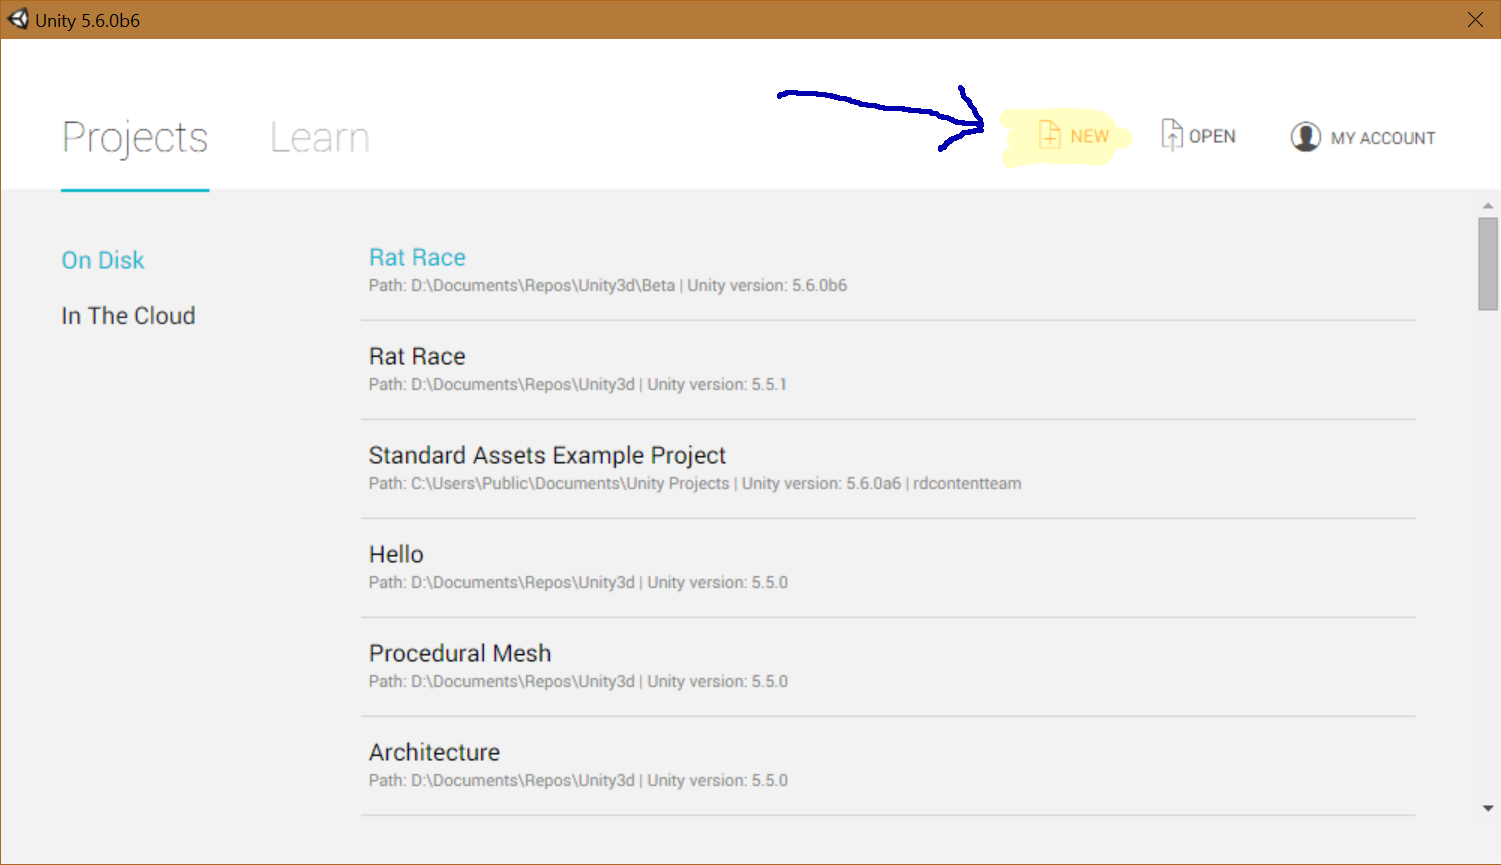 Unity 5.6.0b6
Projects
Learn
NEW
OPEN
MY ACCOUNT
On Disk
In The Cloud
Rat Race
Path: D:\Documents\Repos\Unity3d\Beta | Unity version: 5.6.0b6
Rat Race
Path: D:\Documents\Repos\Unity3d | Unity version: 5.5.1
Standard Assets Example Project
Path: C:\Users\Public\Documents\Unity Projects | Unity version: 5.6.0a6 | rdcontentteam
Hello
Path: D:\Documents\Repos\Unity3d | Unity version: 5.5.0
Procedural Mesh
Path: D:\Documents\Repos\Unity3d | Unity version: 5.5.0
Architecture
Path: D:\Documents\Repos\Unity3d | Unity version: 5.5.0